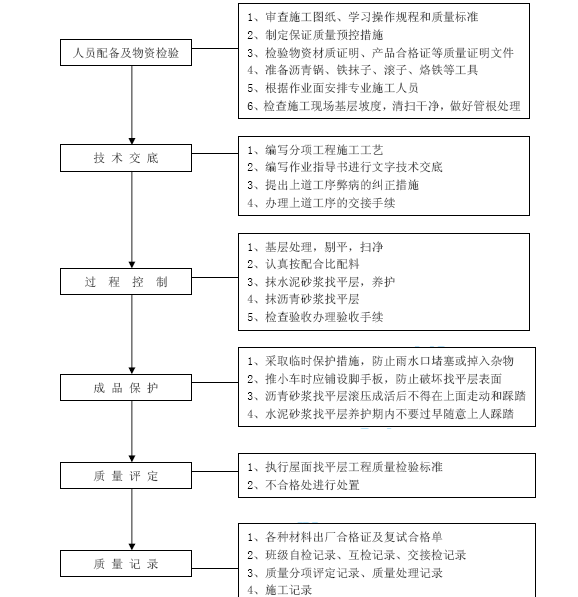 人员配备及物资检验
1、审查施工图纸、学习操作规程和质量标准
2、制定保证质量预控措施
3、检验物资材质证明、产品合格证等质量证明文件
4、准备沥青锅、铁抹子、滚子、烙铁等工具
5、根据作业面安排专业施工人员
6、检查施工现场基层坡度，清扫干净，做好管根处理
技术交底
1、编写分项工程施工工艺
2、编写作业指导书进行文字技术交底
3、提出上道工序弊病的纠正措施
4、办理上道工序的交接手续
过程控制
1、基层处理，剔平，扫净
2、认真按配合比配料
3、抹水泥砂浆找平层，养护
4、抹沥青砂浆找平层
5、检查验收办理验收手续
成品保护
1、采取临时保护措施，防止雨水口堵塞或掉入杂物
2、推小车时应铺设脚手板，防止破坏找平层表面
3、沥青砂浆找平层滚压成活后不得在上面走动和踩踏
4、水泥砂浆找平层养护期内不要过早随意上人踩踏
质量评定
1、执行屋面找平层工程质量检验标准
2、不合格处进行处置
质量记录
1、各种材料出厂合格证及复试合格单
2、班级自检记录、互检记录、交接检记录
3、质量分项评定记录、质量处理记录
4、施工记录